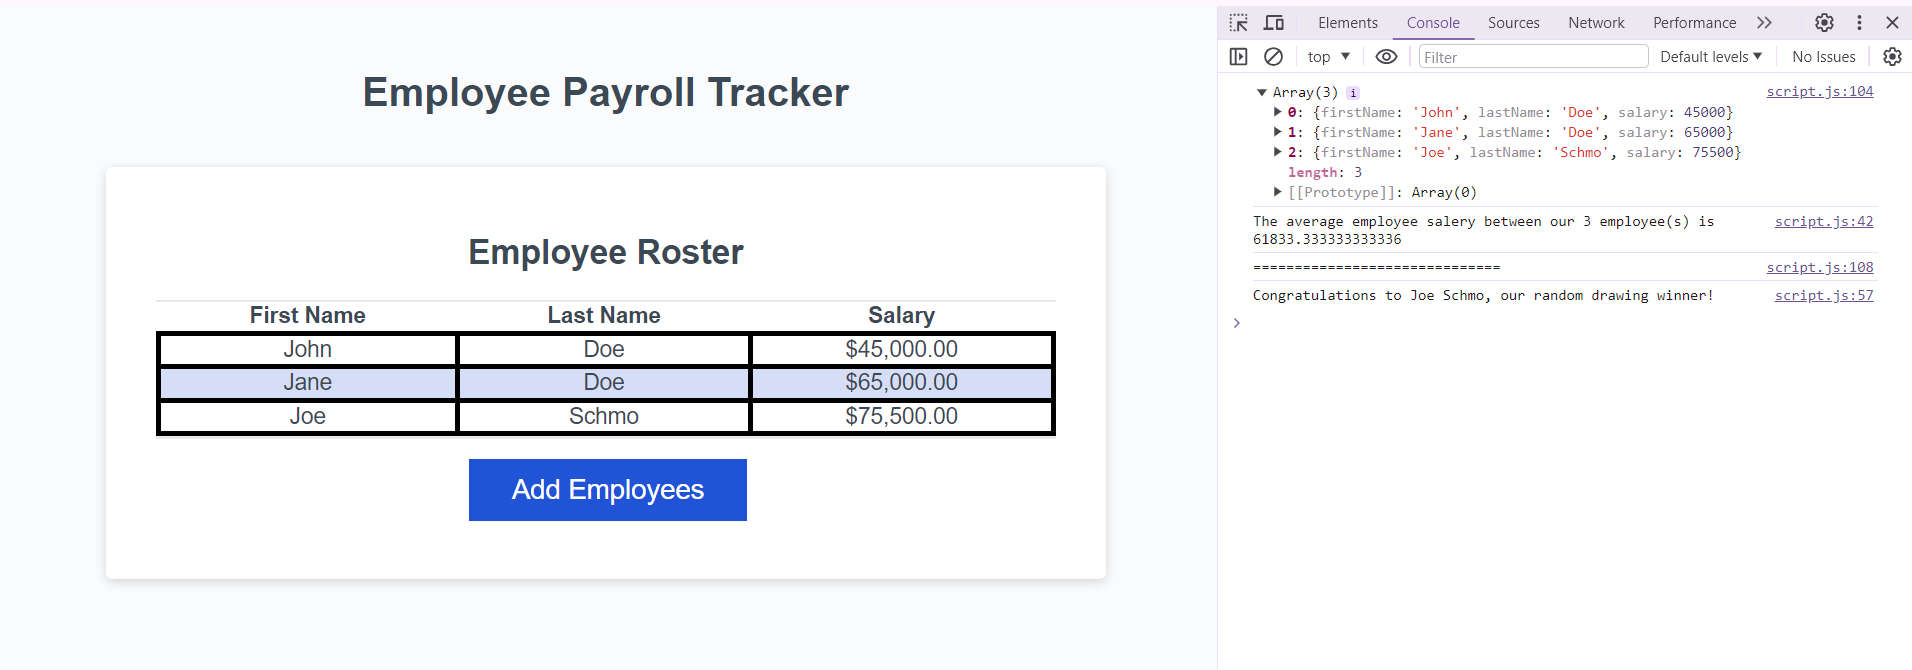 Employee Payroll Tracker
Employee Roster
First Name Last Name Salary
John Doe $45,000.00
Jane Doe $65,000.00
Joe Schmo $75,500.00
Add Employees
Elements Console Sources Network Performance
top Filter Default levels No Issues
Array(3) i script.js:104
0: {firstName: 'John', lastName: 'Doe', salary: 45000}
1: {firstName: 'Jane', lastName: 'Doe', salary: 65000}
2: {firstName: 'Joe', lastName: 'Schmo', salary: 75500}
length: 3
[[Prototype]]: Array(0)
The average employee salery between our 3 employee(s) is script.js:42
61833.333333333336
============================== script.js:108
Congratulations to Joe Schmo, our random drawing winner! script.js:57